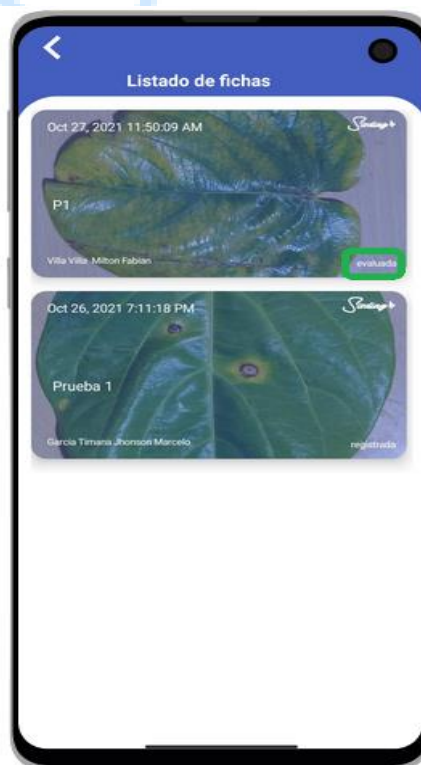 Listado de fichas
Oct 27, 2021 11:50:09 AM
P1
Villa Villa Milton Fabian
evaluada
Oct 26, 2021 7:11:18 PM
Prueba 1
Garcia Timana Jhonson Marcelo
registrada